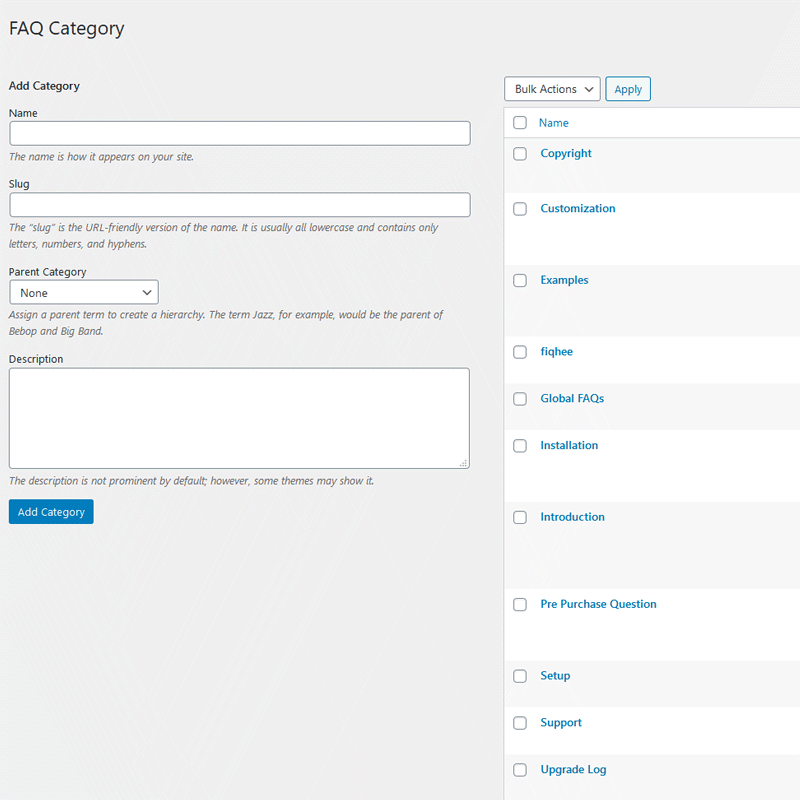 FAQ Category
Add Category
Name
The name is how it appears on your site.
Slug
The “slug” is the URL-friendly version of the name. It is usually all lowercase and contains only
letters, numbers, and hyphens.
Parent Category
None
Assign a parent term to create a hierarchy. The term Jazz, for example, would be the parent of
Bebop and Big Band.
Description
The description is not prominent by default; however, some themes may show it.
Add Category
Bulk Actions
Apply
Name
Copyright
Customization
Examples
fiqhee
Global FAQs
Installation
Introduction
Pre Purchase Question
Setup
Support
Upgrade Log